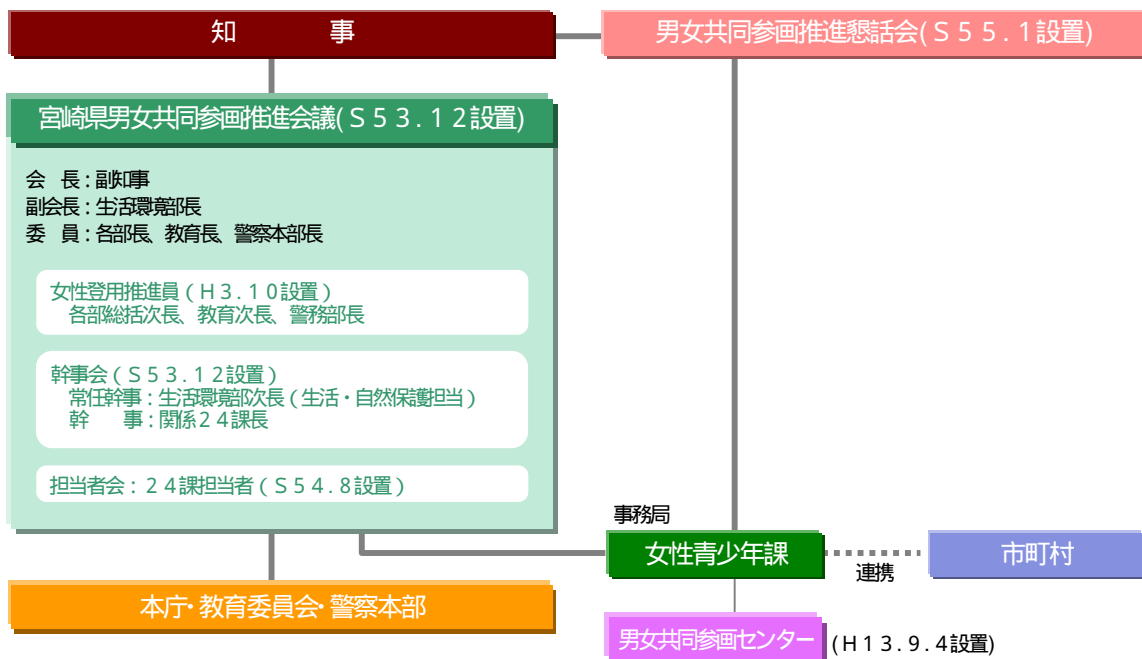 知　　事
男女共同参画推進懇話会(Ｓ５５.１設置)
宮崎県男女共同参画推進会議(Ｓ５３.１２設置)
会　長：副知事
副会長：生活環境部長
委　員：各部長、教育長、警察本部長
女性登用推進員（Ｈ３.１０設置）
各部総括次長、教育次長、警務部長
幹事会（Ｓ５３.１２設置）
常任幹事：生活環境部次長（生活・自然保護担当）
幹　　事：関係２４課長
担当者会：２４課担当者（Ｓ５４.８設置）
事務局
女性青少年課
連携
市町村
本庁・教育委員会・警察本部
男女共同参画センター
(Ｈ１３.９.４設置)